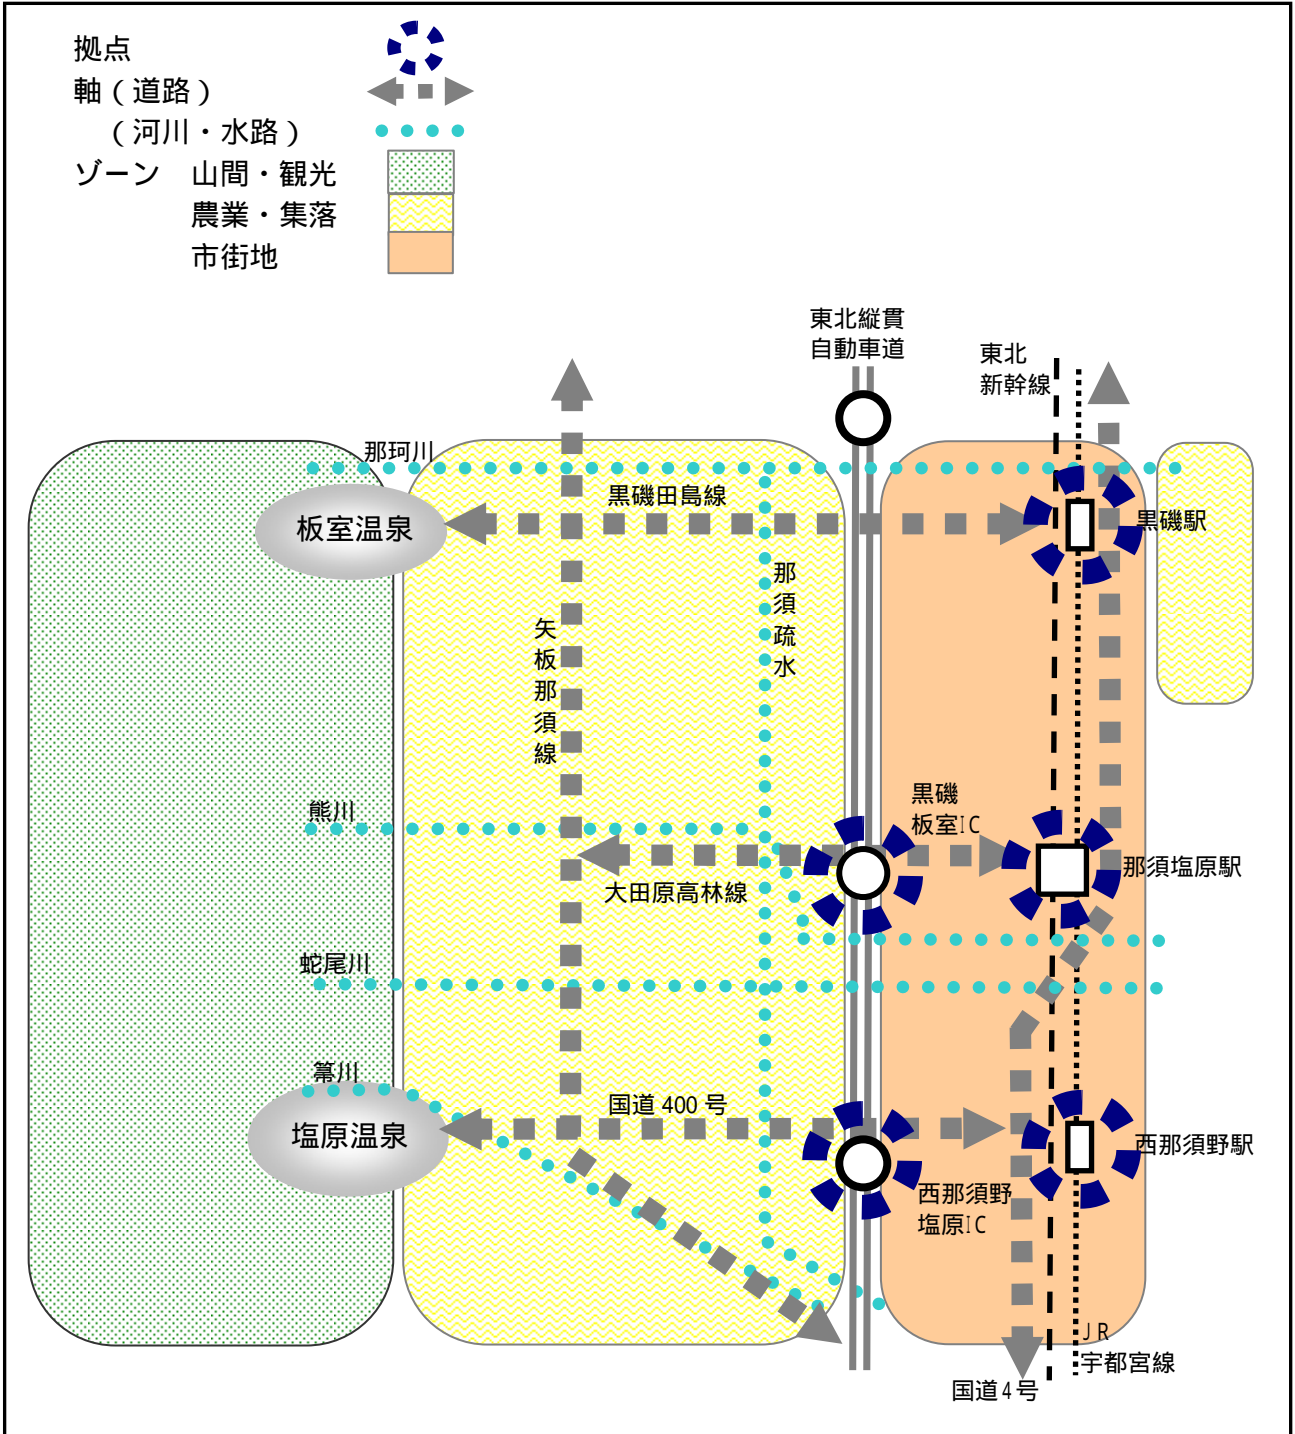 拠点
軸(道路)
(河川・水路)
ゾーン 山間・観光
農業・集落
市街地
東北縦貫
自動車道
東北
新幹線
那珂川
黒磯田島線
板室温泉
黒磯駅
那須疏水
矢板那須線
黒磯
板室IC
熊川
那須塩原駅
大田原高林線
蛇尾川
箒川
国道400号
塩原温泉
西那須野駅
西那須野
塩原IC
JR
宇都宮線
国道4号